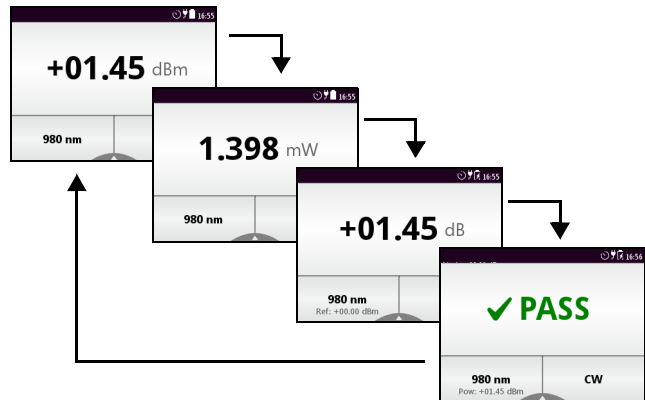 16:55
+01.45 dBm
980 nm
16:55
1.398 mW
980 nm
16:55
+01.45 dB
980 nm
Ref: +00.00 dBm
16:56
✔ PASS
980 nm
CW
Pow: +01.45 dBm